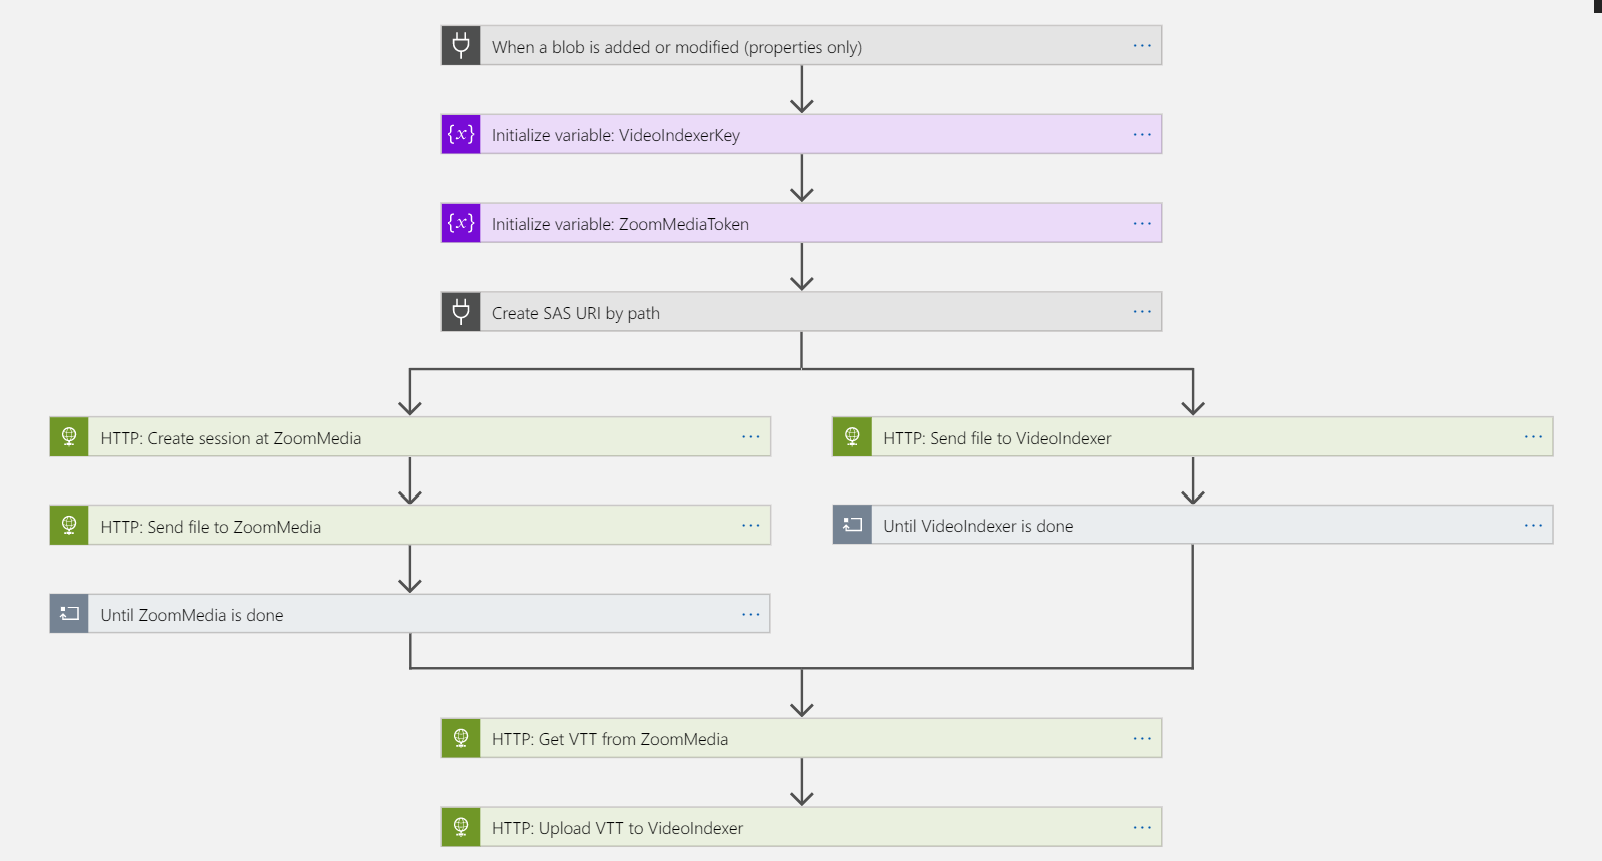 When a blob is added or modified (properties only)
{x} Initialize variable: VideoIndexerKey
{x} Initialize variable: ZoomMediaToken
Create SAS URI by path
HTTP: Create session at ZoomMedia
HTTP: Send file to VideoIndexer
HTTP: Send file to ZoomMedia
Until VideoIndexer is done
Until ZoomMedia is done
HTTP: Get VTT from ZoomMedia
HTTP: Upload VTT to VideoIndexer